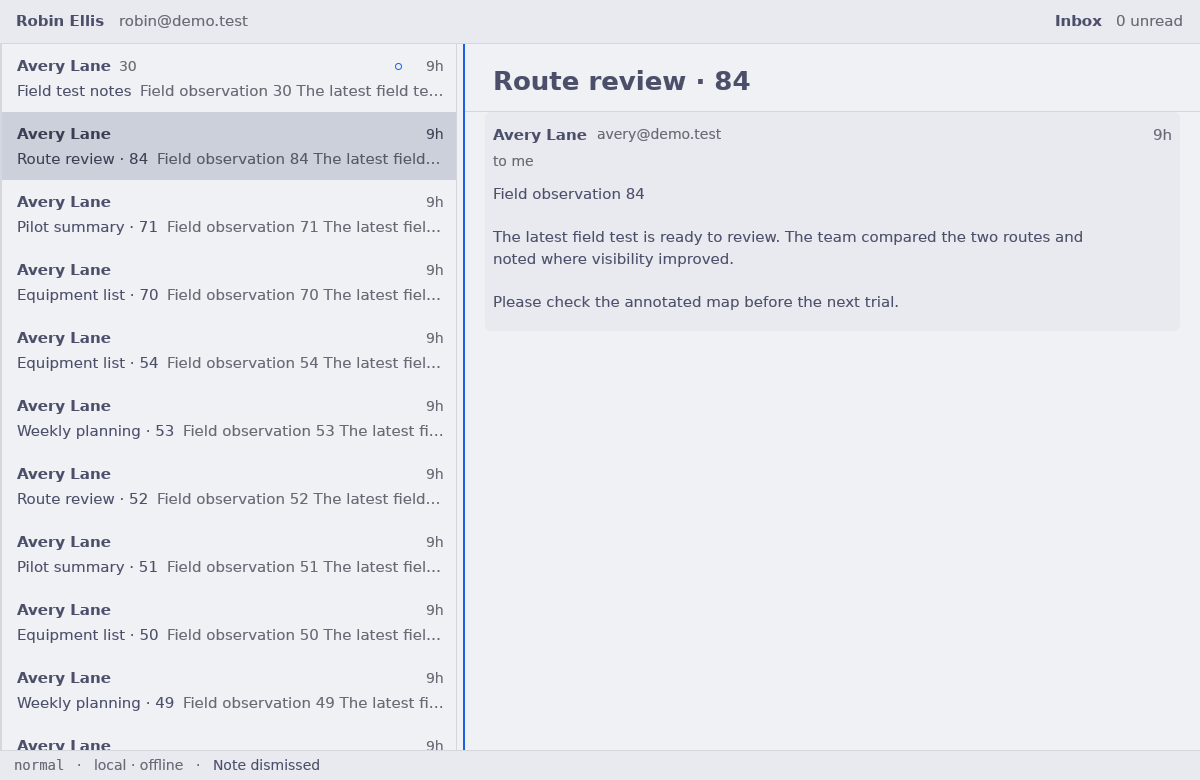 Robin Ellis robin@demo.test Inbox 0 unread
Avery Lane 30 9h
Field test notes Field observation 30 The latest field te…
Avery Lane 9h
Route review · 84 Field observation 84 The latest field…
Avery Lane 9h
Pilot summary · 71 Field observation 71 The latest fiel…
Avery Lane 9h
Equipment list · 70 Field observation 70 The latest fiel…
Avery Lane 9h
Equipment list · 54 Field observation 54 The latest fiel…
Avery Lane 9h
Weekly planning · 53 Field observation 53 The latest fi…
Avery Lane 9h
Route review · 52 Field observation 52 The latest field…
Avery Lane 9h
Pilot summary · 51 Field observation 51 The latest fiel…
Avery Lane 9h
Equipment list · 50 Field observation 50 The latest fiel…
Avery Lane 9h
Weekly planning · 49 Field observation 49 The latest fi…
Avery Lane 9h
Route review · 84
Avery Lane avery@demo.test 9h
to me
Field observation 84
The latest field test is ready to review. The team compared the two routes and
noted where visibility improved.
Please check the annotated map before the next trial.
normal · local · offline · Note dismissed